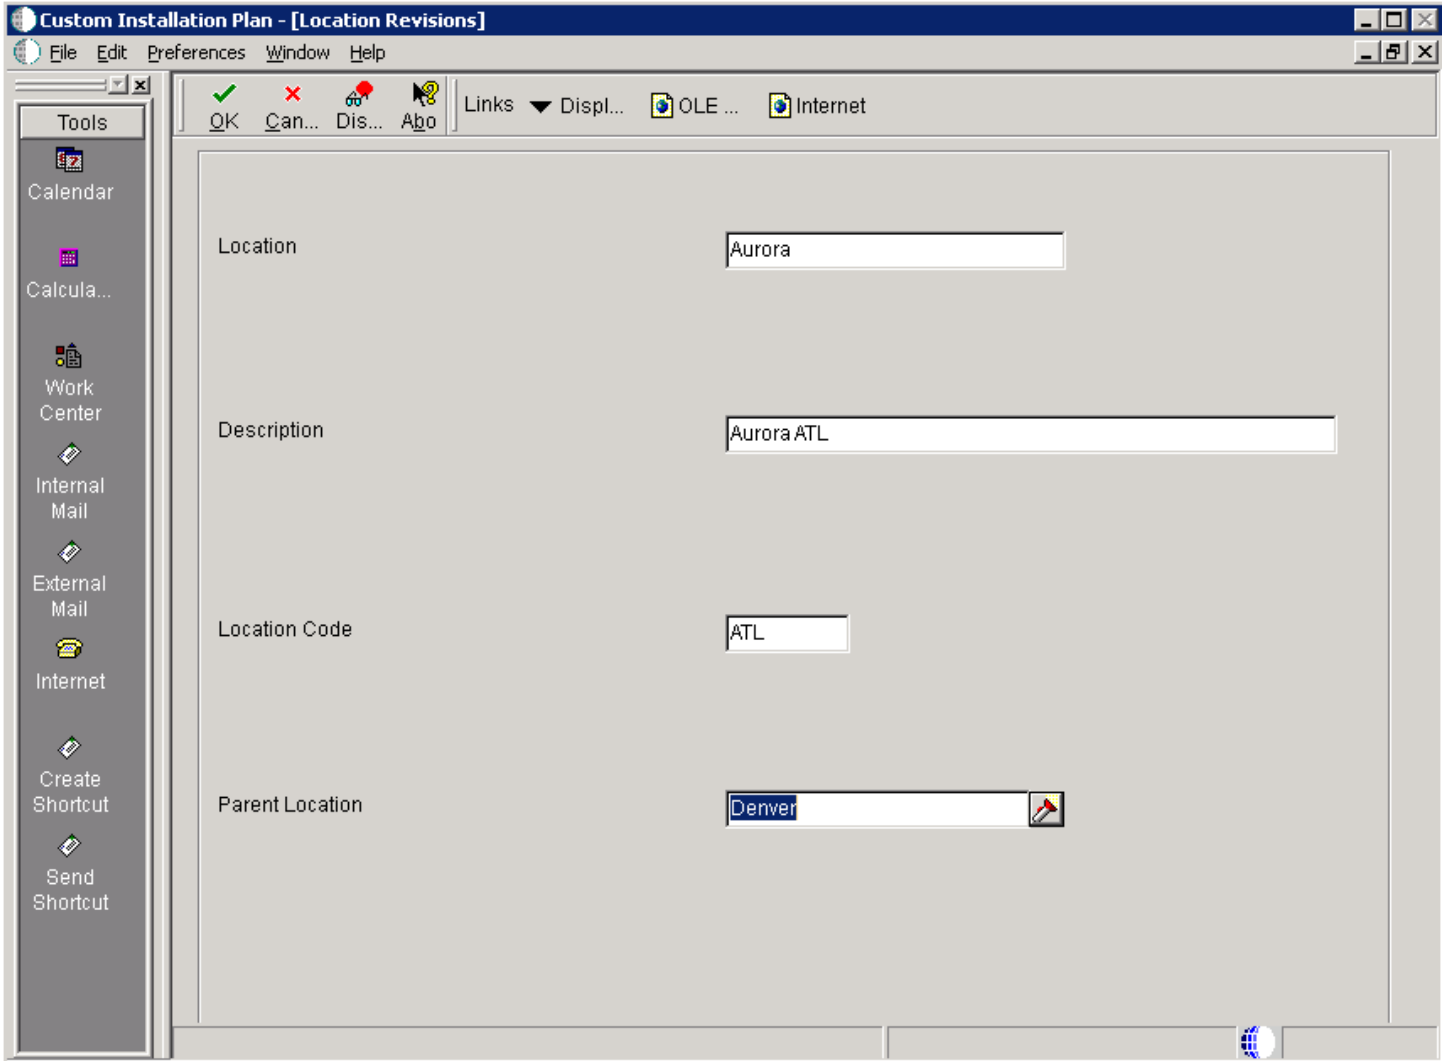 Custom Installation Plan - [Location Revisions]
File Edit Preferences Window Help
Tools
Calendar
Calcula...
Work
Center
Internal
Mail
External
Mail
Internet
Create
Shortcut
Send
Shortcut
OK Can... Dis... Abo Links Displ... OLE ... Internet
Location Aurora
Description Aurora ATL
Location Code ATL
Parent Location Denver